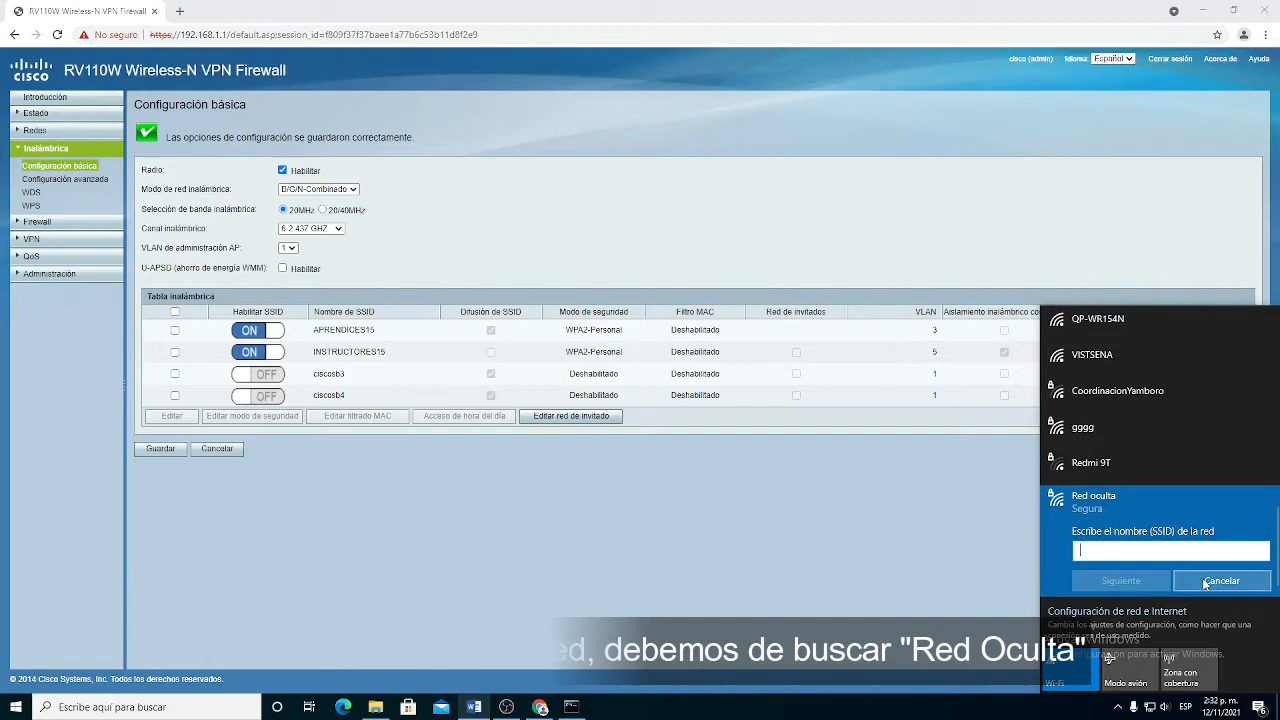 RV110W Wireless-N VPN Firewall
No seguro
https://192.168.1.1/default.asp;session_id=f809f37f37baee1a77b6c53b11d8f2e9
cisco
RV110W Wireless-N VPN Firewall
cisco (admin) Idioma: Español Cerrar sesión Acerca de Ayuda
Introducción
Estado
Redes
Inalámbrica
Configuración básica
Configuración avanzada
WDS
WPS
Firewall
VPN
QoS
Administración
Configuración básica
Las opciones de configuración se guardaron correctamente.
Radio: Habilitar
Modo de red inalámbrica: B/G/N-Combinado
Selección de banda inalámbrica: 20MHz 20/40MHz
Canal inalámbrico: 6-2.437 GHZ
VLAN de administración AP: 1
U-APSD (ahorro de energía WMM): Habilitar
Tabla inalámbrica
Habilitar SSID Nombre de SSID Difusión de SSID Modo de seguridad Filtro MAC Red de invitados VLAN Aislamiento inalámbrico co
ON APRENDICES15 WPA2-Personal Deshabilitado 3
ON INSTRUCTORES15 WPA2-Personal Deshabilitado 5
OFF ciscosb3 Deshabilitado Deshabilitado 1
OFF ciscosb4 Deshabilitado Deshabilitado 1
Editar Editar modo de seguridad Editar filtrado MAC Acceso de hora del día Editar red de invitado
Guardar Cancelar
QP-WR154N
VISTSENA
CoordinacionYamboro
gggg
Redmi 9T
Red oculta
Segura
Escribe el nombre (SSID) de la red
Siguiente Cancelar
Configuración de red e Internet
Cambia los ajustes de configuración, como hacer que una
conexión sea de uso medido.
Configuración para activar Windows.
ed, debemos de buscar "Red Oculta"
Wi-Fi
Modo avión
Zona con
cobertura
© 2014 Cisco Systems, Inc. Todos los derechos reservados.
Escribe aquí para buscar
ESP
2:32 p. m.
12/11/2021
6